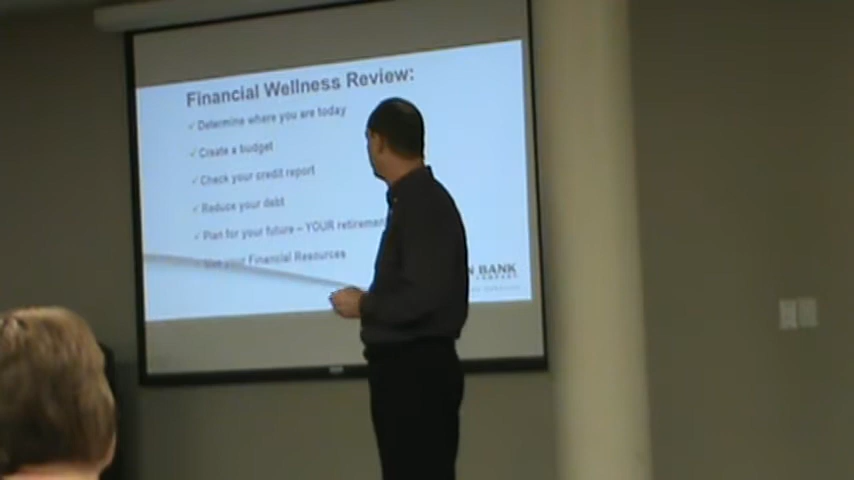 Financial Wellness Review:
✓ Determine where you are today
✓ Create a budget
✓ Check your credit report
✓ Reduce your debt
✓ Plan for your future – YOUR retiremen
your Financial Resources
N BANK